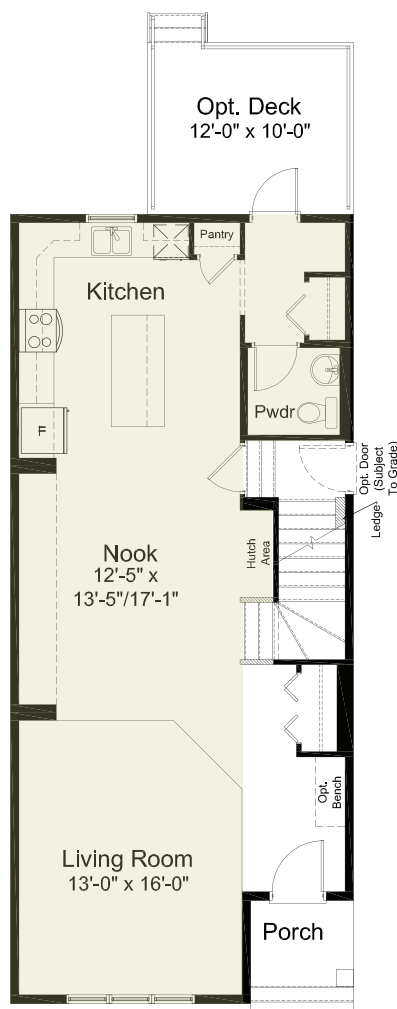 Opt. Deck
12'-0" x 10'-0"
Pantry
Kitchen
Pwdr
Opt. Door
(Subject
To Grade)
Ledge
Hutch
Area
Nook
12'-5" x
13'-5"/17'-1"
Opt.
Bench
Living Room
13'-0" x 16'-0"
Porch